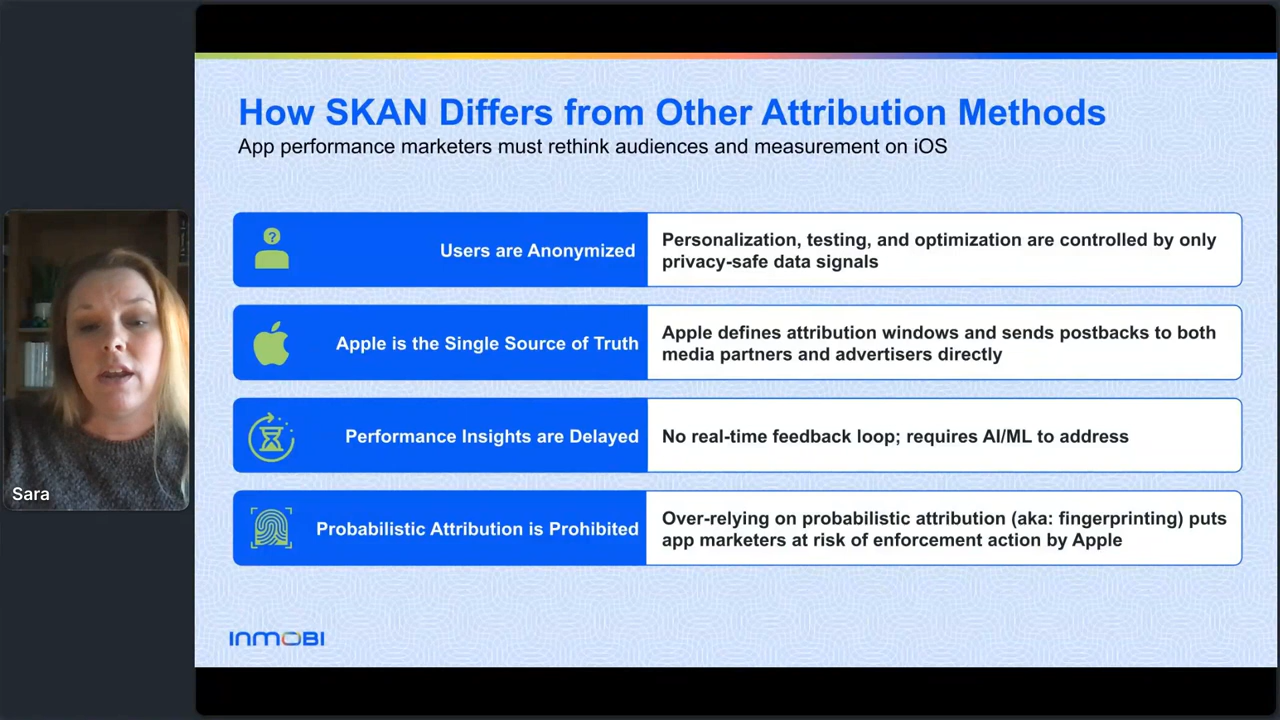 How SKAN Differs from Other Attribution Methods
App performance marketers must rethink audiences and measurement on iOS
?
Users are Anonymized
Personalization, testing, and optimization are controlled by only
privacy-safe data signals
Apple is the Single Source of Truth
Apple defines attribution windows and sends postbacks to both
media partners and advertisers directly
Performance Insights are Delayed
No real-time feedback loop; requires AI/ML to address
Probabilistic Attribution is Prohibited
Over-relying on probabilistic attribution (aka: fingerprinting) puts
app marketers at risk of enforcement action by Apple
Sara
INMOBI